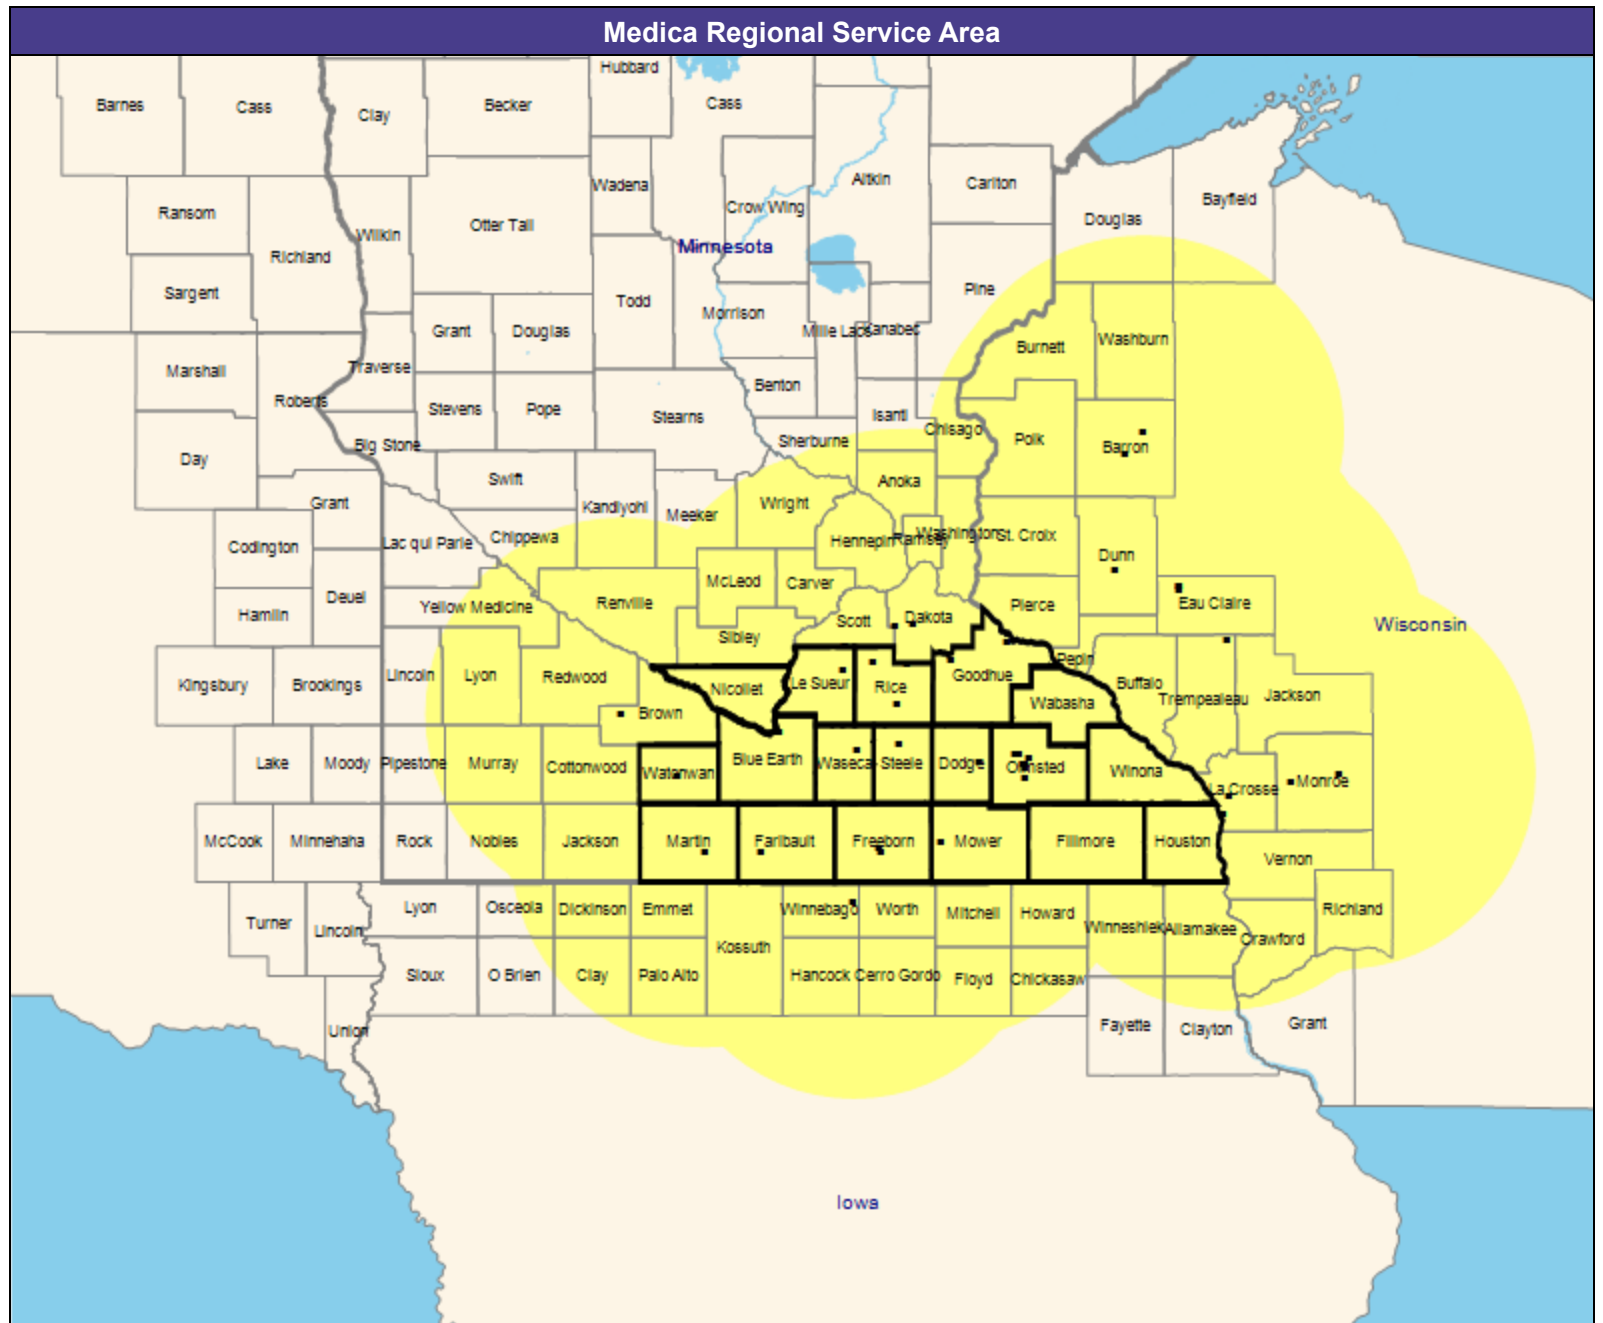 Medica Regional Service Area
Hubbard
Barnes
Cass
Clay
Becker
Cass
Wadena
Aitkin
Carlton
Ransom
Crow Wing
Douglas
Bayfield
Wilkin
Otter Tail
Minnesota
Richland
Sargent
Pine
Todd
Morrison
Grant
Douglas
Mille Lacs
Kanabec
Burnett
Washburn
Marshall
Traverse
Roberts
Benton
Stevens
Pope
Stearns
Isanti
Chisago
Polk
Barron
Big Stone
Sherburne
Day
Swift
Anoka
Grant
Kandiyohi
Meeker
Wright
Codington
Lac qui Parle
Chippewa
Hennepin
Ramsey
Washington
St. Croix
Dunn
Deuel
McLeod
Carver
Hamlin
Yellow Medicine
Renville
Pierce
Eau Claire
Scott
Dakota
Wisconsin
Sibley
Pepin
Kingsbury
Brookings
Lincoln
Lyon
Redwood
Nicollet
Le Sueur
Rice
Goodhue
Buffalo
Trempealeau
Jackson
Brown
Wabasha
Lake
Moody
Pipestone
Murray
Cottonwood
Watonwan
Blue Earth
Waseca
Steele
Dodge
Olmsted
Winona
La Crosse
Monroe
McCook
Minnehaha
Rock
Nobles
Jackson
Martin
Faribault
Freeborn
Mower
Fillmore
Houston
Vernon
Turner
Lincoln
Lyon
Osceola
Dickinson
Emmet
Winnebago
Worth
Mitchell
Howard
Winneshiek
Allamakee
Crawford
Richland
Kossuth
Sioux
O Brien
Clay
Palo Alto
Hancock
Cerro Gordo
Floyd
Chickasaw
Union
Fayette
Clayton
Grant
Iowa